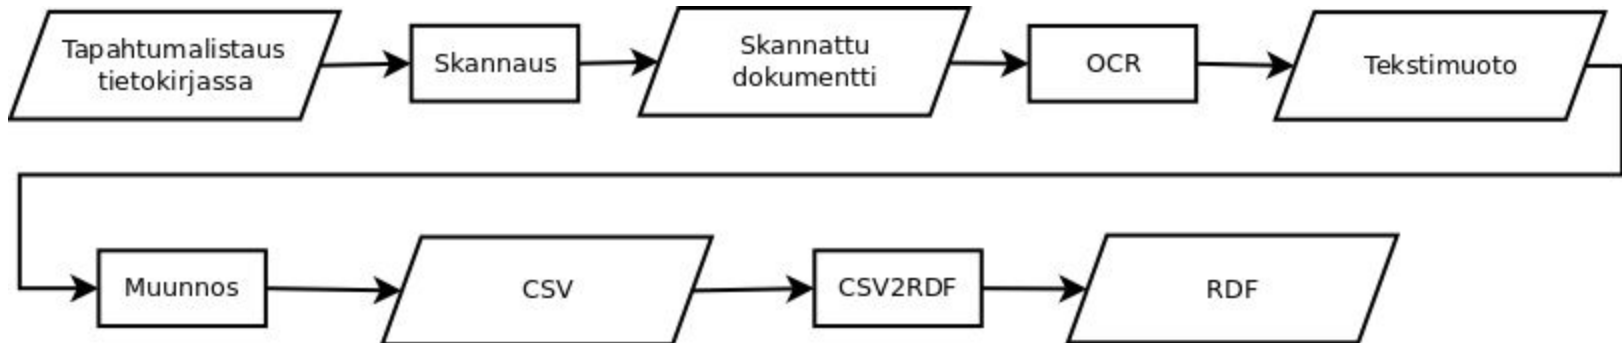 Tapahtumalistaus
tietokirjassa
Skannaus
Skannattu
dokumentti
OCR
Tekstimuoto
Muunnos
CSV
CSV2RDF
RDF